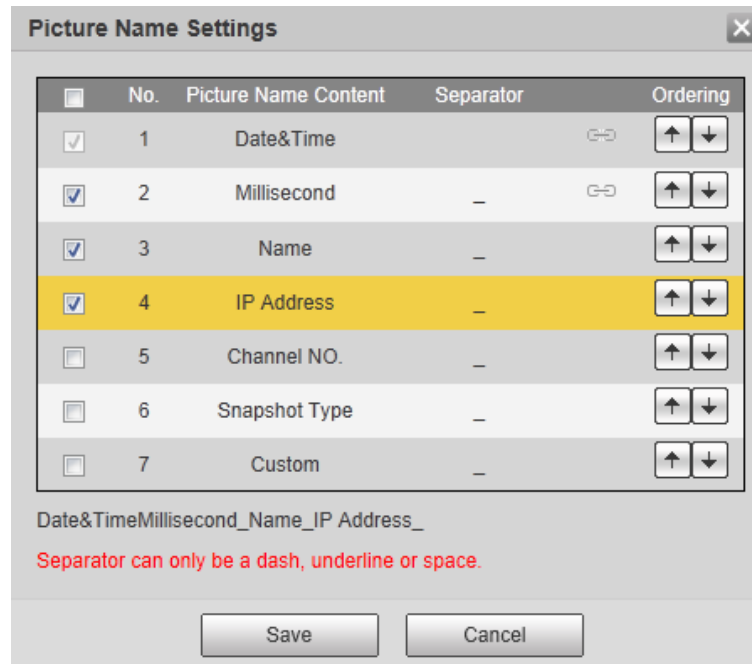 Picture Name Settings
No. Picture Name Content Separator Ordering
1 Date&Time
2 Millisecond _
3 Name _
4 IP Address _
5 Channel NO. _
6 Snapshot Type _
7 Custom _
Date&TimeMillisecond_Name_IP Address_
Separator can only be a dash, underline or space.
Save Cancel